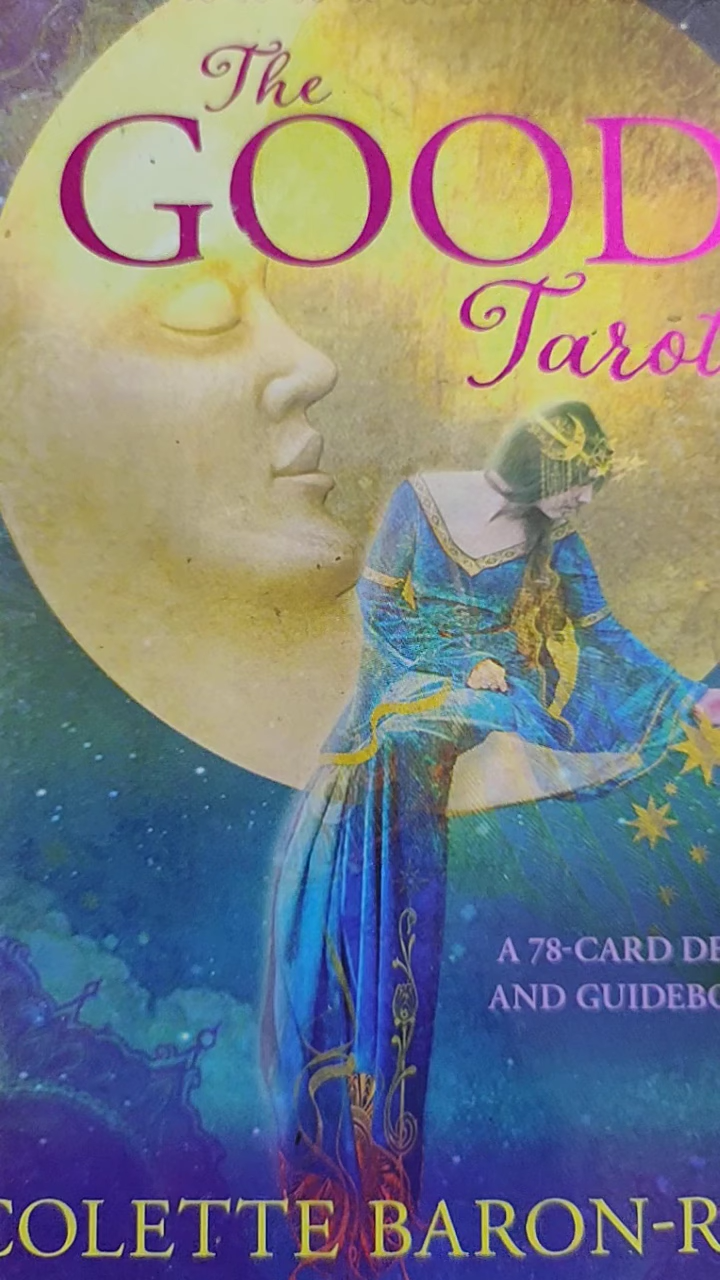 The
GOOD
Tarot
A 78-CARD DE
AND GUIDEBO
COLETTE BARON-R